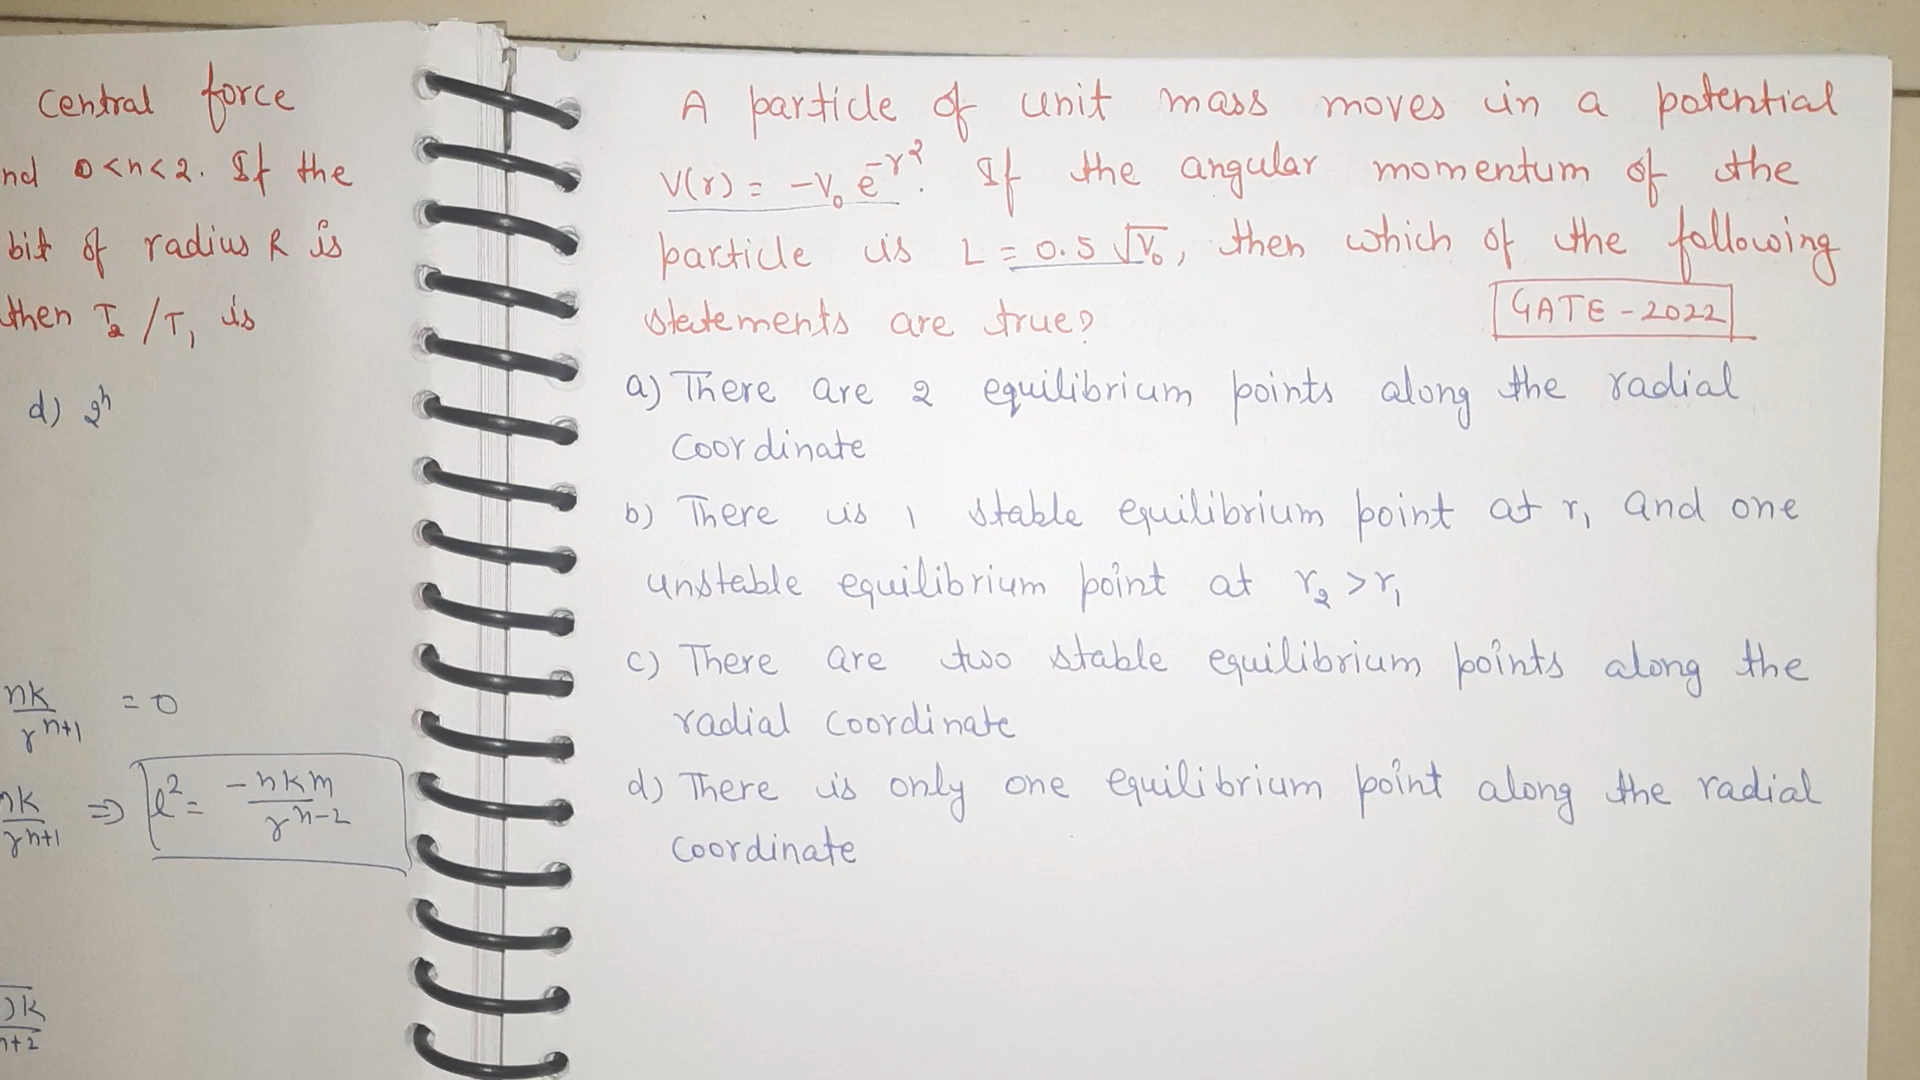 Central force
nd 0<n<2. If the
bit of radius R is
then T₂/T₁ is
d) 2ⁿ
nk/rⁿ⁺¹ = 0
nk/rⁿ⁺¹ ⇒ l² = -nkm/rⁿ⁻²
k
n+2
A particle of unit mass moves in a potential
V(r) = -V₀ e^-r². If the angular momentum of the
particle is L = 0.5 √V₀, then which of the following
statements are true?
GATE-2022
a) There are 2 equilibrium points along the radial
coordinate
b) There is 1 stable equilibrium point at r₁ and one
unstable equilibrium point at r₂ > r₁
c) There are two stable equilibrium points along the
radial coordinate
d) There is only one equilibrium point along the radial
coordinate